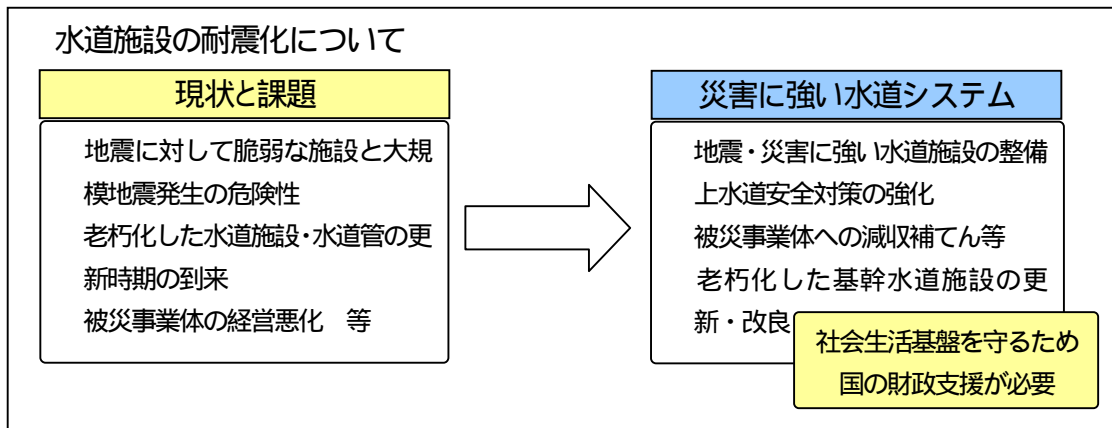 水道施設の耐震化について
現状と課題
地震に対して脆弱な施設と大規
模地震発生の危険性
老朽化した水道施設・水道管の更
新時期の到来
被災事業体の経営悪化　等
災害に強い水道システム
地震・災害に強い水道施設の整備
上水道安全対策の強化
被災事業体への減収補てん等
老朽化した基幹水道施設の更
新・改良
社会生活基盤を守るため
国の財政支援が必要